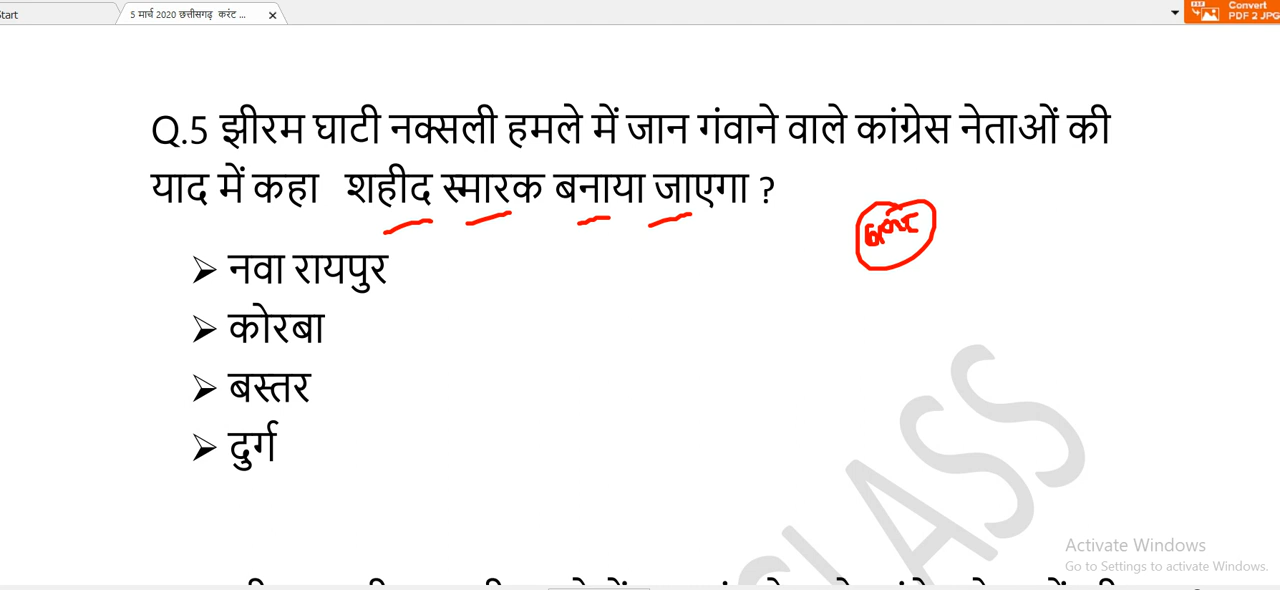 Start
5 मार्च 2020 छत्तीसगढ़ करंट ...
Convert
PDF 2 JPG
Q.5 झीरम घाटी नक्सली हमले में जान गंवाने वाले कांग्रेस नेताओं की
याद में कहा शहीद स्मारक बनाया जाएगा ?
नवा रायपुर
कोरबा
बस्तर
दुर्ग
CLASS
Activate Windows
Go to Settings to activate Windows.